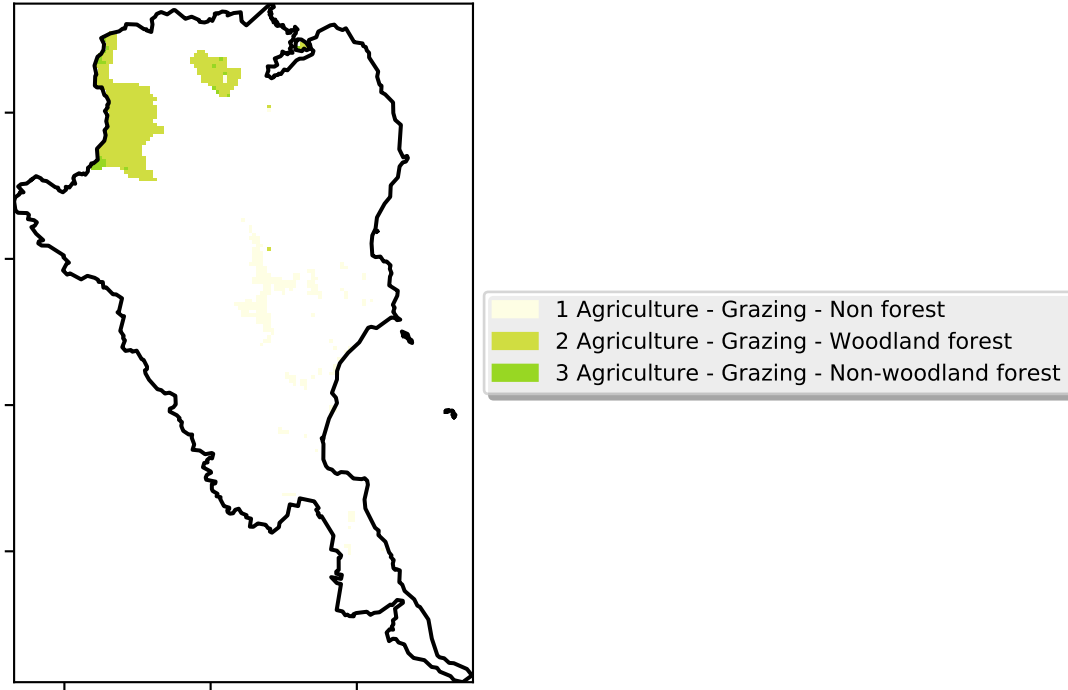 1 Agriculture - Grazing - Non forest
2 Agriculture - Grazing - Woodland forest
3 Agriculture - Grazing - Non-woodland forest